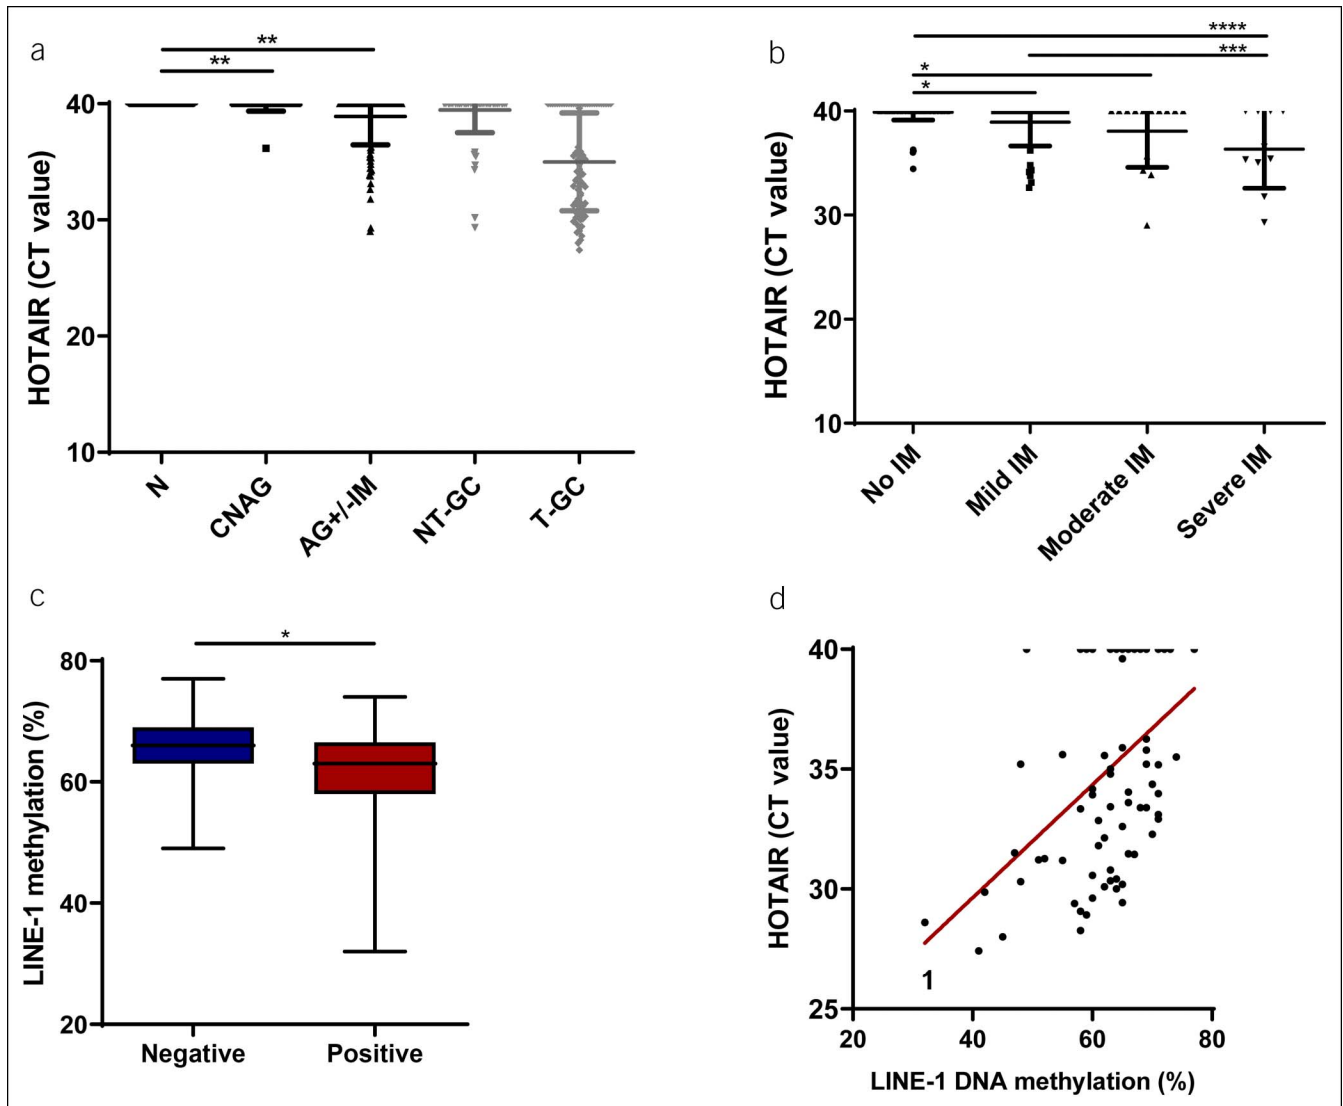 a
**
**
HOTAIR (CT value)
40
30
20
10
N
CNAG
AG+/-IM
NT-GC
T-GC
b
****
***
*
*
HOTAIR (CT value)
40
30
20
10
No IM
Mild IM
Moderate IM
Severe IM
c
*
LINE-1 methylation (%)
80
60
40
20
Negative
Positive
d
HOTAIR (CT value)
40
35
30
25
1
20
40
60
80
LINE-1 DNA methylation (%)